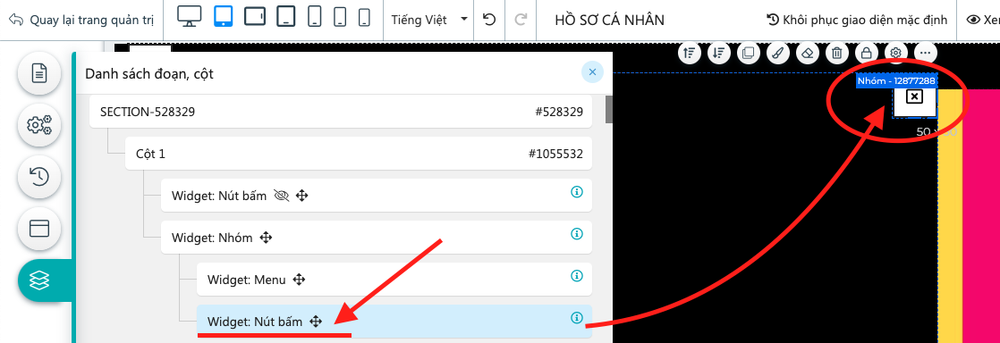 Quay lại trang quản trị
Tiếng Việt
HỒ SƠ CÁ NHÂN
Khôi phục giao diện mặc định
Xem
Danh sách đoạn, cột
SECTION-528329 #528329
Cột 1 #1055532
Widget: Nút bấm
Widget: Nhóm
Widget: Menu
Widget: Nút bấm
Nhóm - 12877288
50